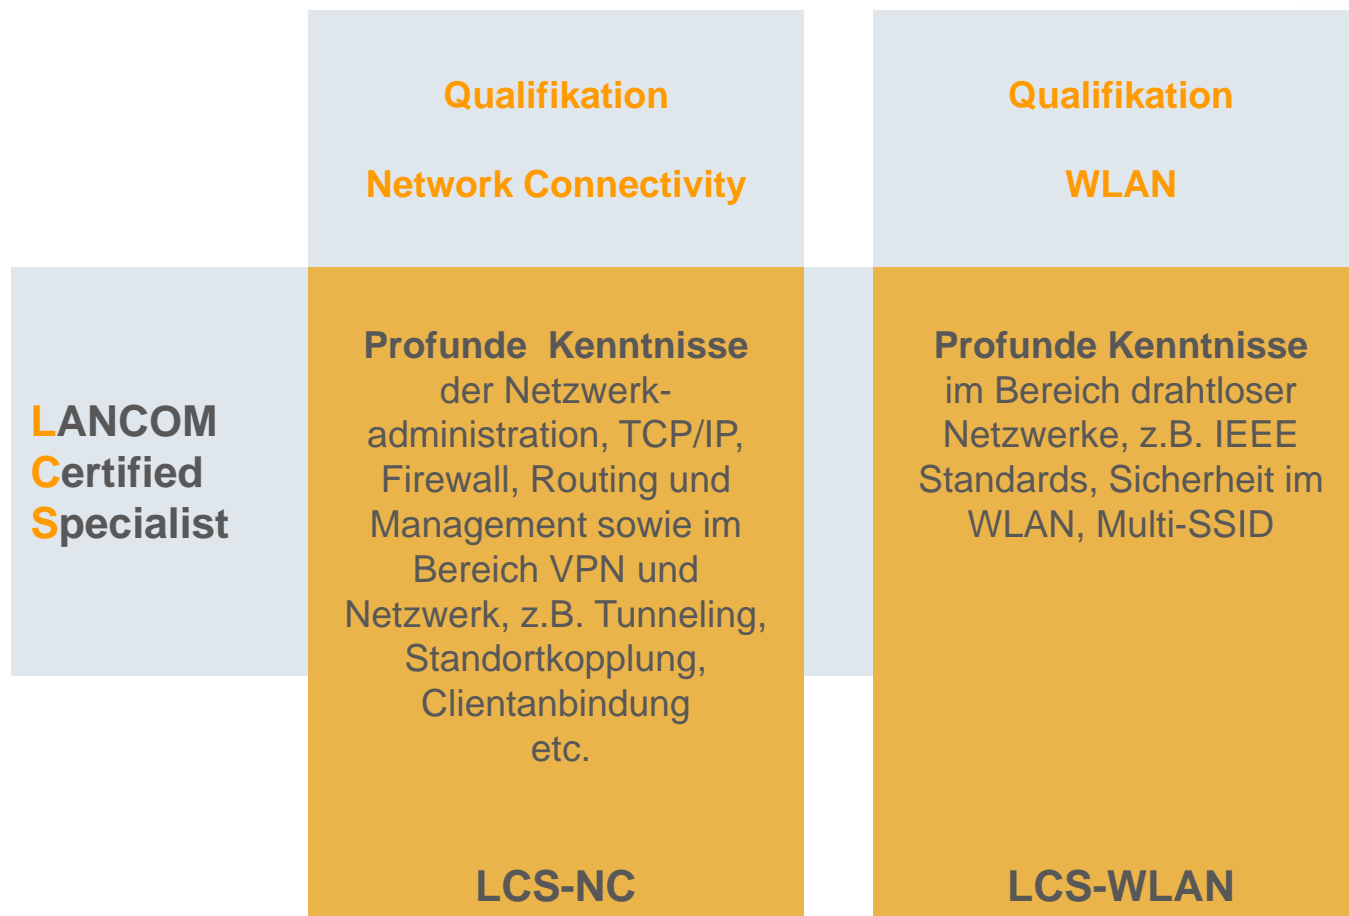 Qualifikation
Network Connectivity
Qualifikation
WLAN
LANCOM
Certified
Specialist
Profunde Kenntnisse
der Netzwerk-
administration, TCP/IP,
Firewall, Routing und
Management sowie im
Bereich VPN und
Netzwerk, z.B. Tunneling,
Standortkopplung,
Clientanbindung
etc.
LCS-NC
Profunde Kenntnisse
im Bereich drahtloser
Netzwerke, z.B. IEEE
Standards, Sicherheit im
WLAN, Multi-SSID
LCS-WLAN